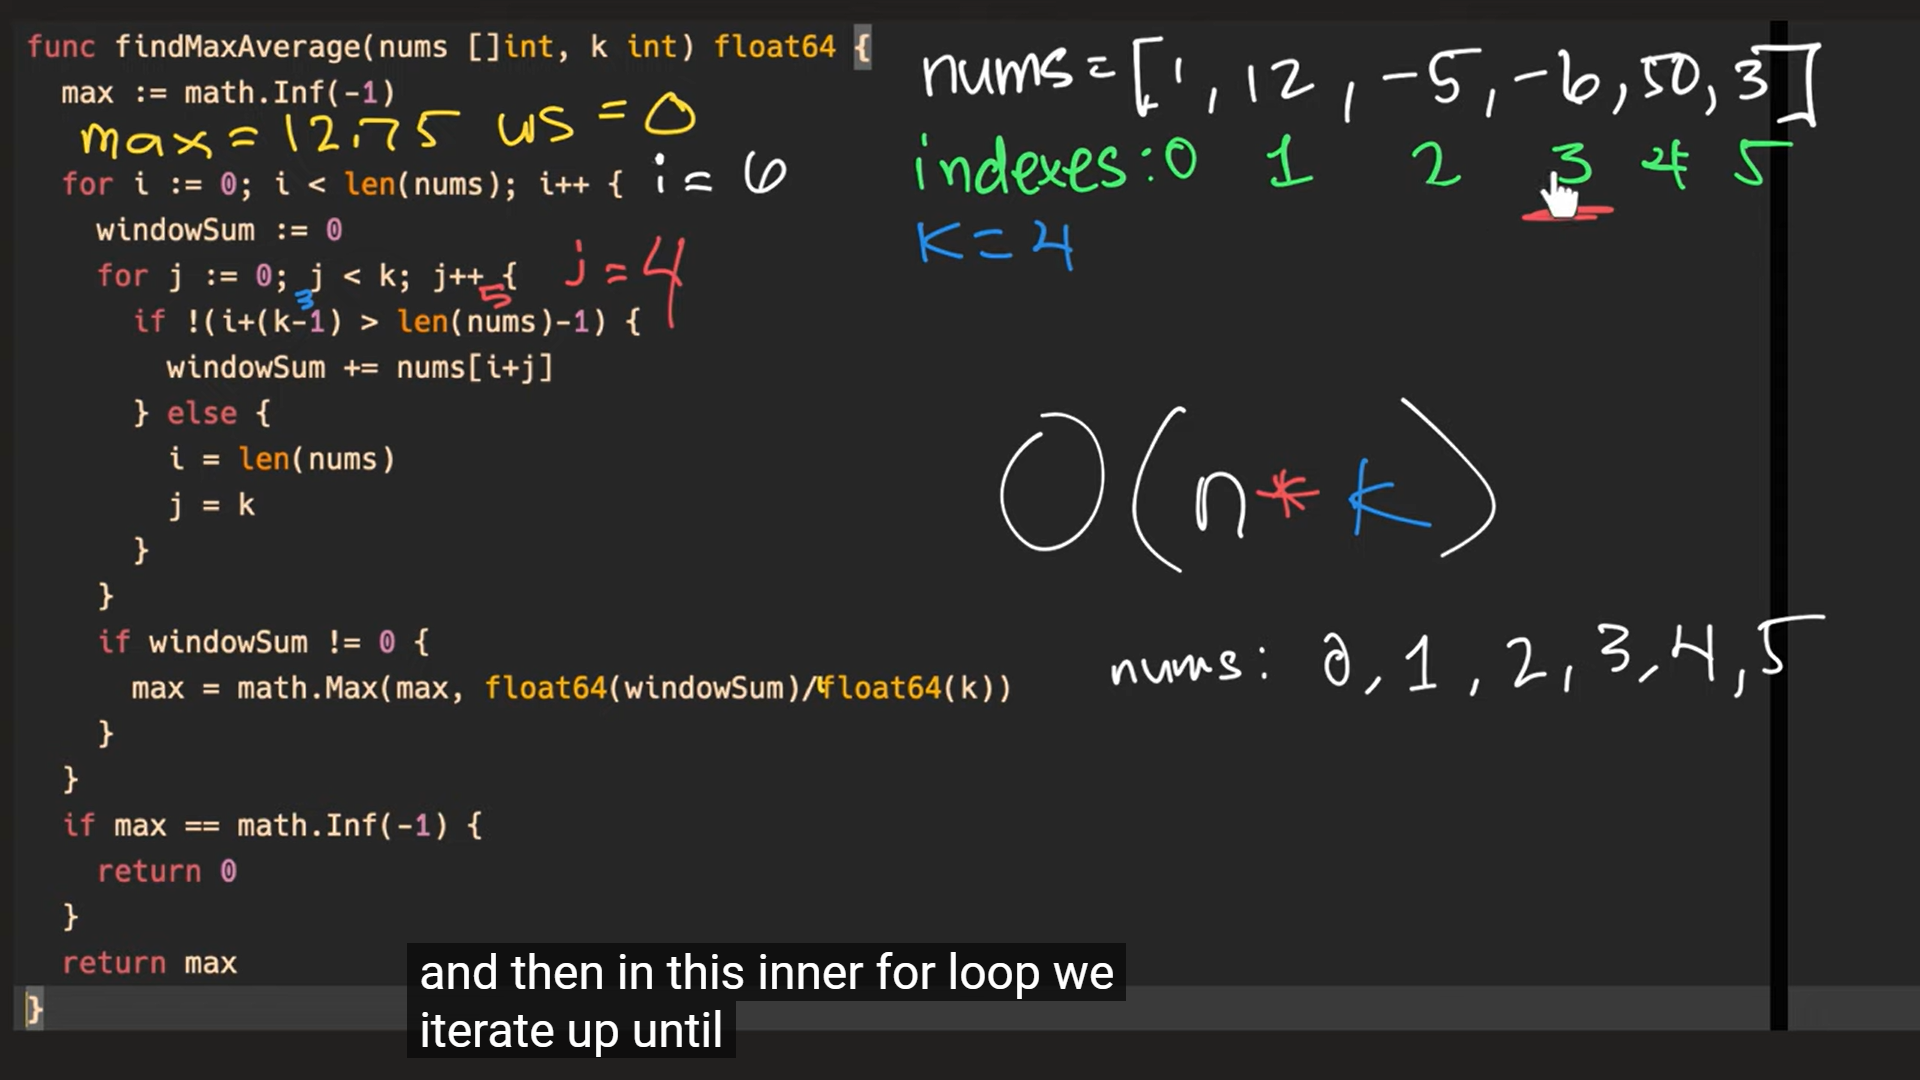 func findMaxAverage(nums []int, k int) float64 {
max := math.Inf(-1)
max = 12.75 ws = 0
for i := 0; i < len(nums); i++ { i = 6
windowSum := 0
for j := 0; j < k; j++ { j = 4
3 5
if !(i+(k-1) > len(nums)-1) {
windowSum += nums[i+j]
} else {
i = len(nums)
j = k
}
}
if windowSum != 0 {
max = math.Max(max, float64(windowSum)/float64(k))
4
}
}
if max == math.Inf(-1) {
return 0
}
return max
}
nums = [1, 12, -5, -6, 50, 3]
indexes: 0 1 2 3 4 5
K = 4
O(n * k)
nums: 0, 1, 2, 3, 4, 5
and then in this inner for loop we
iterate up until